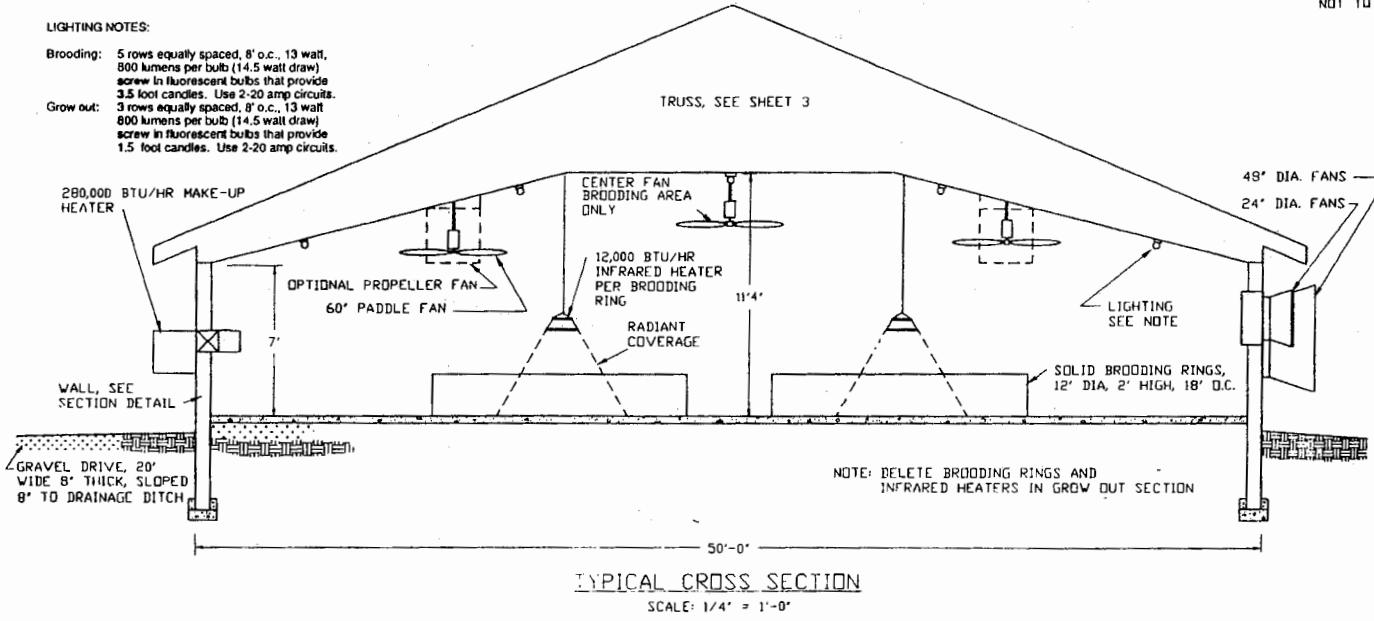 NOT TO
LIGHTING NOTES:
Brooding: 5 rows equally spaced, 8' o.c., 13 watt,
800 lumens per bulb (14.5 watt draw)
screw in fluorescent bulbs that provide
3.5 foot candles. Use 2-20 amp circuits.
Grow out: 3 rows equally spaced, 8' o.c., 13 watt
800 lumens per bulb (14.5 watt draw)
screw in fluorescent bulbs that provide
1.5 foot candles. Use 2-20 amp circuits.
TRUSS, SEE SHEET 3
280,000 BTU/HR MAKE-UP
HEATER
CENTER FAN
BROODING AREA
ONLY
48" DIA. FANS
24" DIA. FANS
12,000 BTU/HR
INFRARED HEATER
PER BROODING
RING
OPTIONAL PROPELLER FAN
60" PADDLE FAN
11'4"
LIGHTING
SEE NOTE
RADIANT
COVERAGE
7'
SOLID BROODING RINGS,
12' DIA, 2' HIGH, 18' O.C.
WALL, SEE
SECTION DETAIL
GRAVEL DRIVE, 20'
WIDE 8" THICK, SLOPED
8" TO DRAINAGE DITCH
NOTE: DELETE BROODING RINGS AND
INFRARED HEATERS IN GROW OUT SECTION
50'-0"
TYPICAL CROSS SECTION
SCALE: 1/4" = 1'-0"